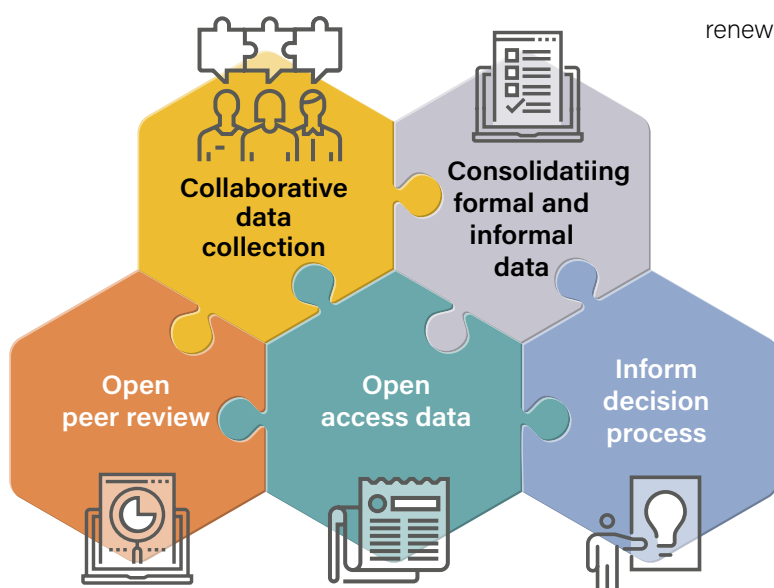 renew
Collaborative
data
collection
Consolidatiing
formal and
informal
data
Open
peer review
Open
access data
Inform
decision
process